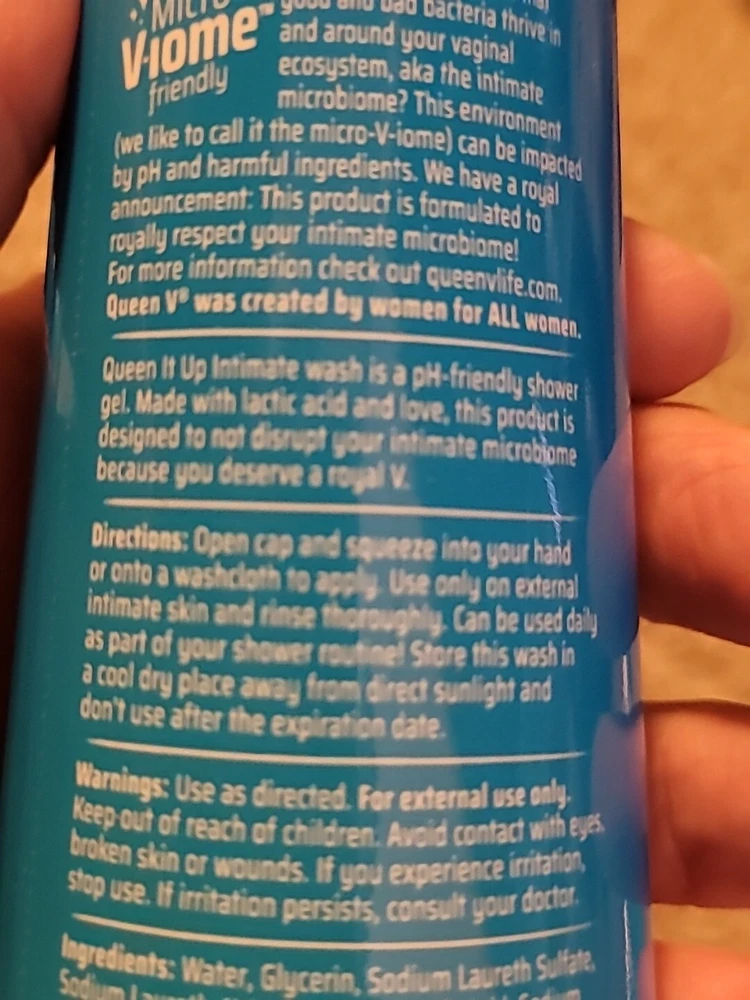 Micro
V·iome™
friendly
good and bad bacteria thrive in
and around your vaginal
ecosystem, aka the intimate
microbiome? This environment
(we like to call it the micro-V-iome) can be impacted
by pH and harmful ingredients. We have a royal
announcement: This product is formulated to
royally respect your intimate microbiome!
For more information check out queenvlife.com.
Queen V® was created by women for ALL women.
Queen It Up Intimate wash is a pH-friendly shower
gel. Made with lactic acid and love, this product is
designed to not disrupt your intimate microbiome
because you deserve a royal V.
Directions: Open cap and squeeze into your hand
or onto a washcloth to apply. Use only on external
intimate skin and rinse thoroughly. Can be used daily
as part of your shower routine! Store this wash in
a cool dry place away from direct sunlight and
don't use after the expiration date.
Warnings: Use as directed. For external use only.
Keep out of reach of children. Avoid contact with eyes,
broken skin or wounds. If you experience irritation,
stop use. If irritation persists, consult your doctor.
Ingredients: Water, Glycerin, Sodium Laureth Sulfate,
Sodium